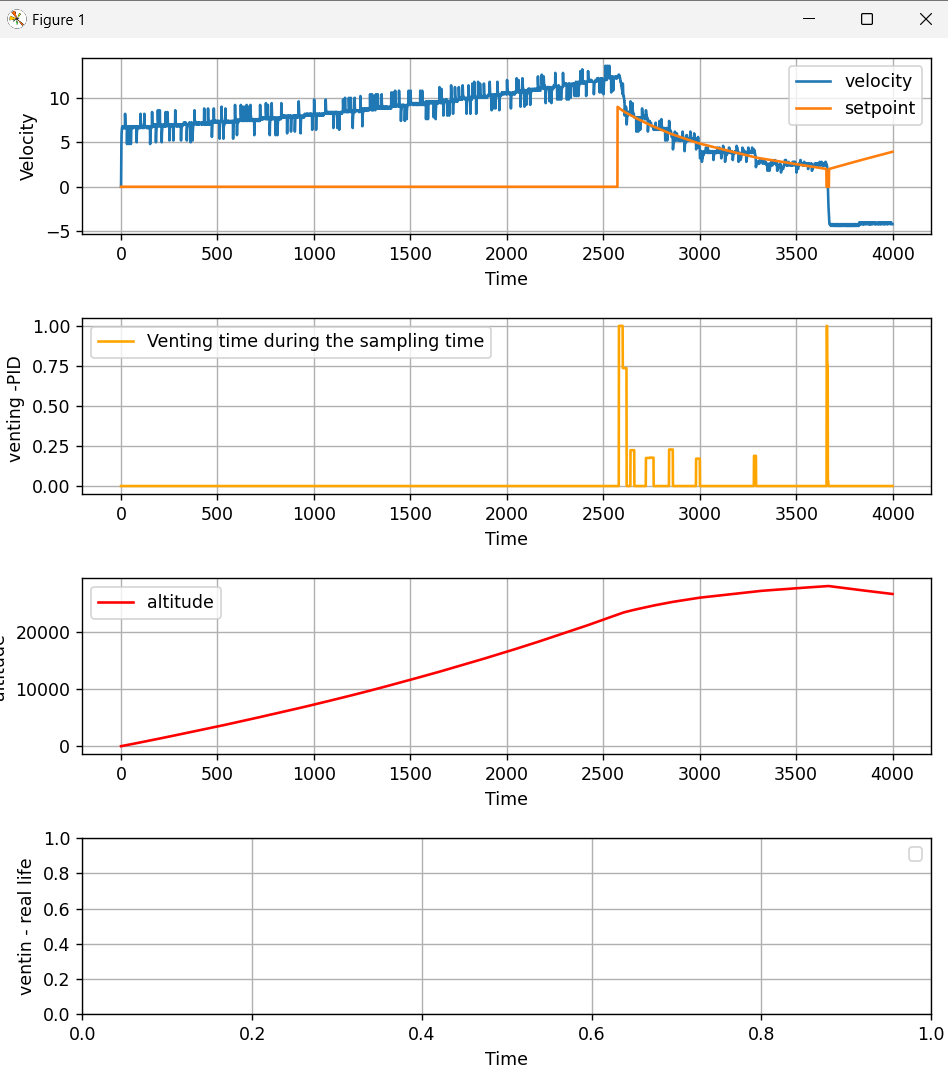 Figure 1
velocity
setpoint
Velocity
10
5
0
−5
0 500 1000 1500 2000 2500 3000 3500 4000
Time
Venting time during the sampling time
venting -PID
1.00
0.75
0.50
0.25
0.00
0 500 1000 1500 2000 2500 3000 3500 4000
Time
altitude
altitude
20000
10000
0
0 500 1000 1500 2000 2500 3000 3500 4000
Time
ventin - real life
1.0
0.8
0.6
0.4
0.2
0.0
0.0 0.2 0.4 0.6 0.8 1.0
Time